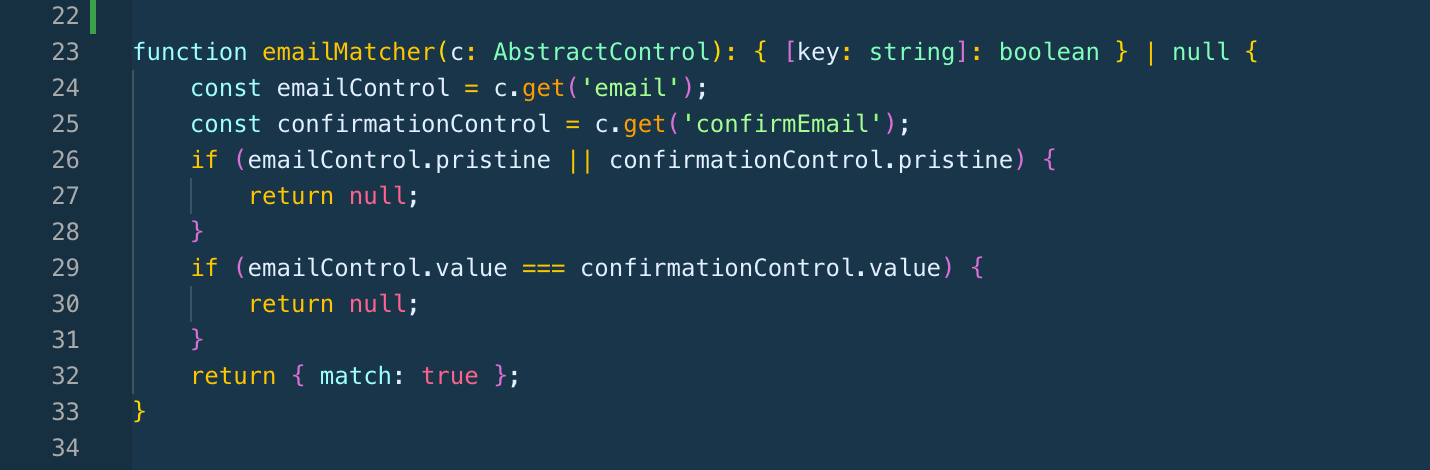 22
23 function emailMatcher(c: AbstractControl): { [key: string]: boolean } | null {
24     const emailControl = c.get('email');
25     const confirmationControl = c.get('confirmEmail');
26     if (emailControl.pristine || confirmationControl.pristine) {
27         return null;
28     }
29     if (emailControl.value === confirmationControl.value) {
30         return null;
31     }
32     return { match: true };
33 }
34